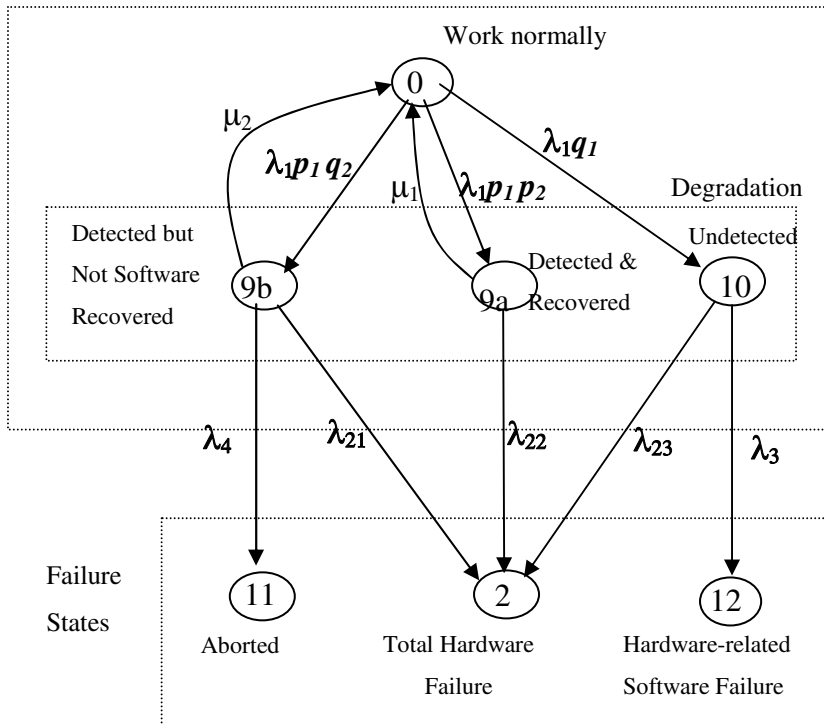 Work normally
0
μ₂
λ₁p₁q₂
μ₁
λ₁p₁p₂
λ₁q₁
Degradation
Detected but
Not Software
Recovered
9b
9a
Detected &
Recovered
Undetected
10
λ₄
λ₂₁
λ₂₂
λ₂₃
λ₃
Failure
States
11
Aborted
2
Total Hardware
Failure
12
Hardware-related
Software Failure